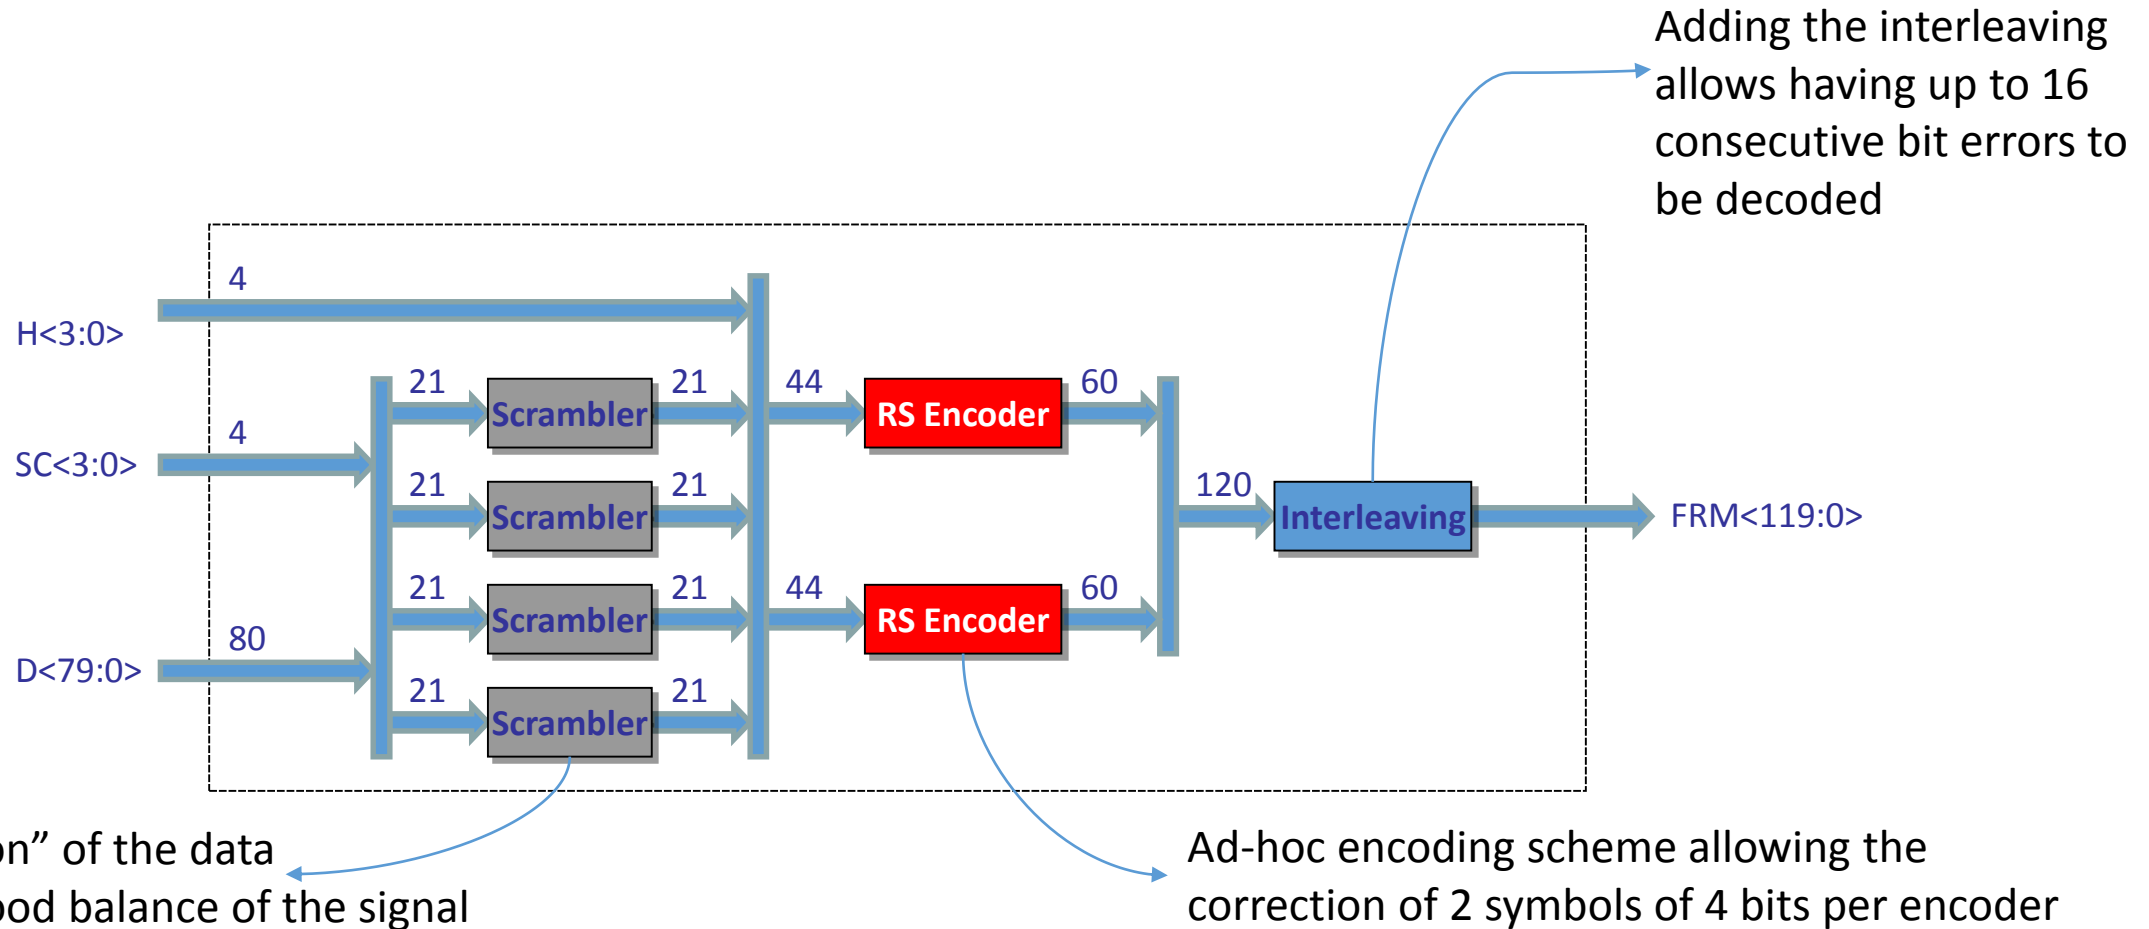 Adding the interleaving
allows having up to 16
consecutive bit errors to
be decoded
4
H<3:0>
21
21
44
60
Scrambler
RS Encoder
4
SC<3:0>
21
21
120
Scrambler
Interleaving
FRM<119:0>
21
21
44
60
Scrambler
RS Encoder
80
D<79:0>
21
21
Scrambler
on” of the data
ood balance of the signal
Ad-hoc encoding scheme allowing the
correction of 2 symbols of 4 bits per encoder